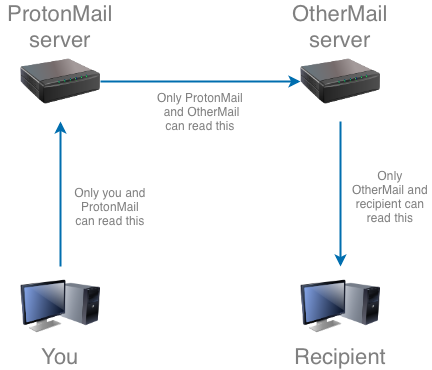 ProtonMail
server
OtherMail
server
Only ProtonMail
and OtherMail
can read this
Only you and
ProtonMail
can read this
Only
OtherMail and
recipient can
read this
You
Recipient